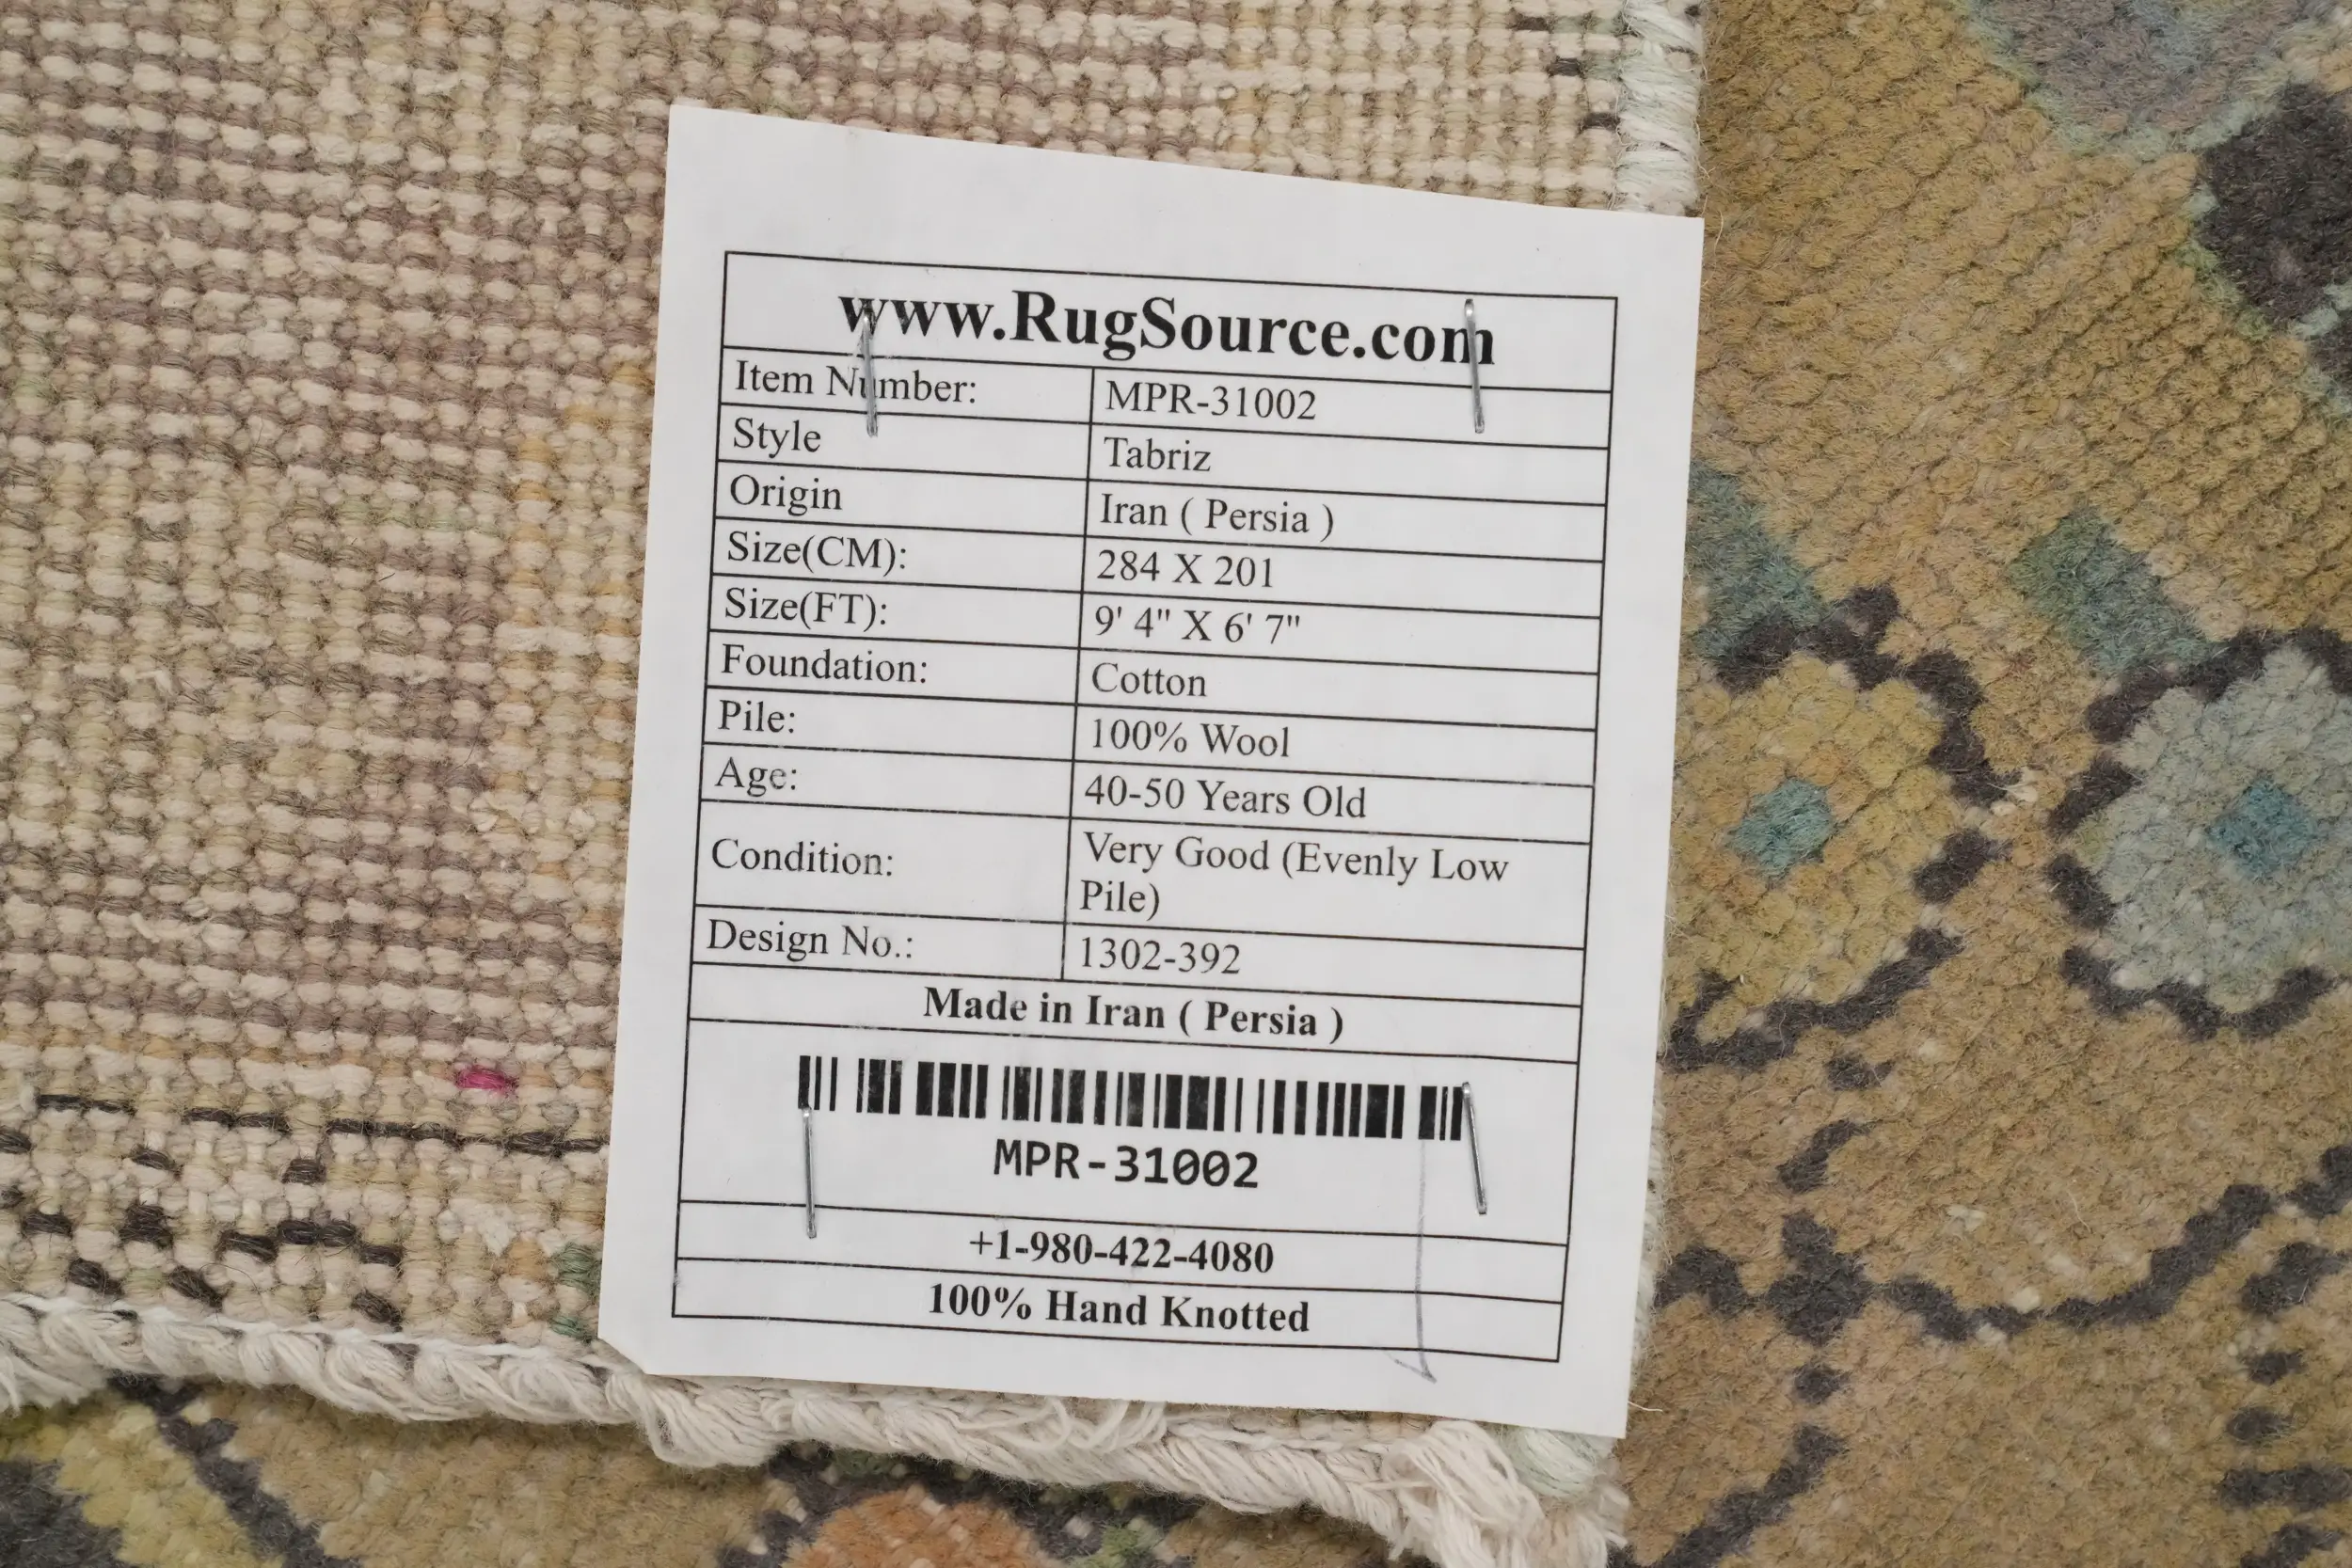 www.RugSource.com
Item Number: MPR-31002
Style Tabriz
Origin Iran ( Persia )
Size(CM): 284 X 201
Size(FT): 9' 4" X 6' 7"
Foundation: Cotton
Pile: 100% Wool
Age: 40-50 Years Old
Condition: Very Good (Evenly Low
Pile)
Design No.: 1302-392
Made in Iran ( Persia )
MPR-31002
+1-980-422-4080
100% Hand Knotted